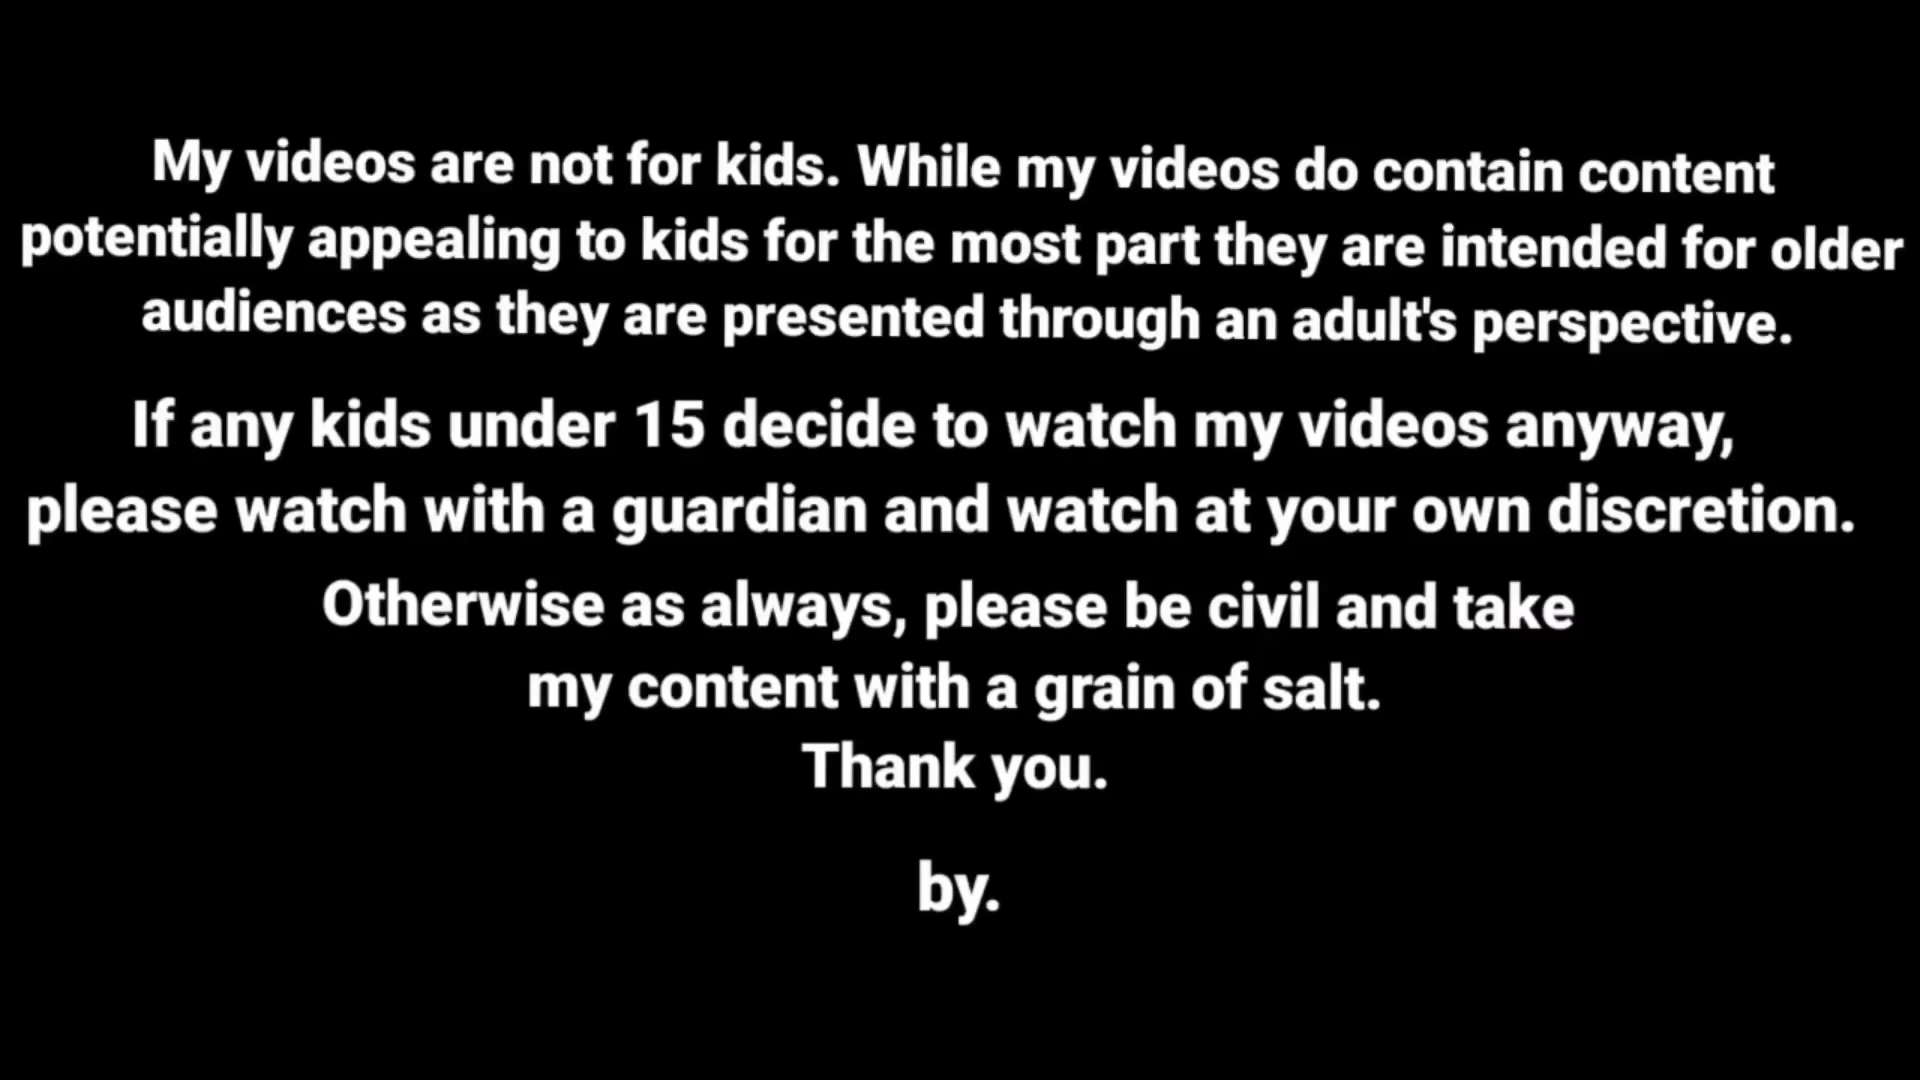 My videos are not for kids. While my videos do contain content
potentially appealing to kids for the most part they are intended for older
audiences as they are presented through an adult's perspective.
If any kids under 15 decide to watch my videos anyway,
please watch with a guardian and watch at your own discretion.
Otherwise as always, please be civil and take
my content with a grain of salt.
Thank you.
by.